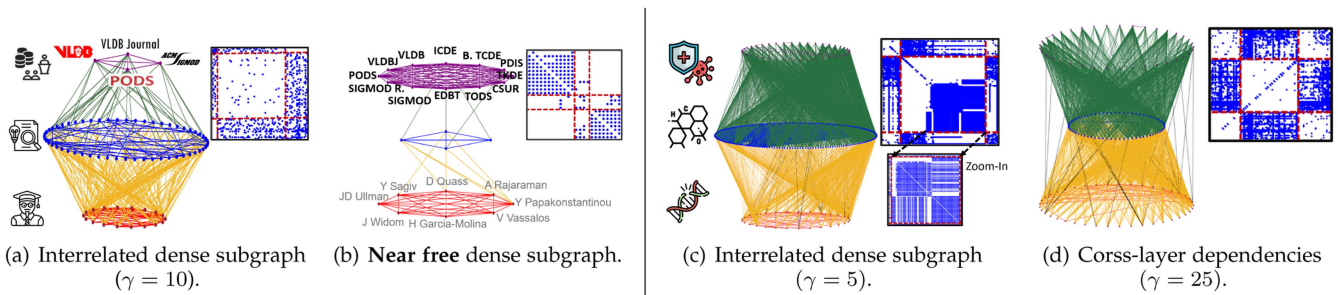 VLDB
VLDB Journal
ACM SIGMOD
PODS
(a) Interrelated dense subgraph
(γ = 10).
ICDE
VLDB
B. TCDE
VLDBJ
PDIS
PODS
TKDE
SIGMOD R.
CSUR
SIGMOD
EDBT
TODS
Y Sagiv
D Quass
A Rajaraman
JD Ullman
Y Papakonstantinou
J Widom
H Garcia-Molina
V Vassalos
(b) Near free dense subgraph.
H
C
O
Zoom-In
(c) Interrelated dense subgraph
(γ = 5).
(d) Corss-layer dependencies
(γ = 25).